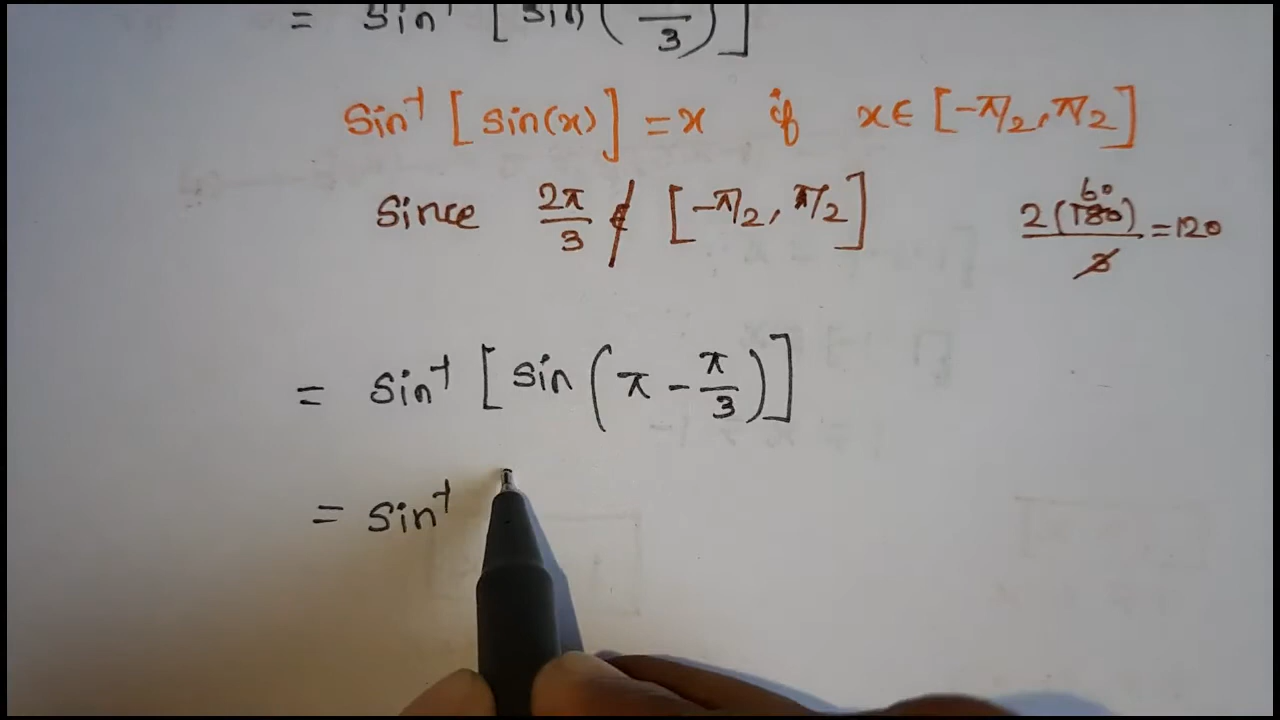 = Sin⁻¹ [ sin ( /3 ) ]
Sin⁻¹ [ sin(x) ] = x if x ∈ [-π/2, π/2]
Since 2π/3 ∉ [-π/2, π/2]
60
2(180)/3 = 120
= Sin⁻¹ [ sin ( π - π/3 ) ]
= Sin⁻¹